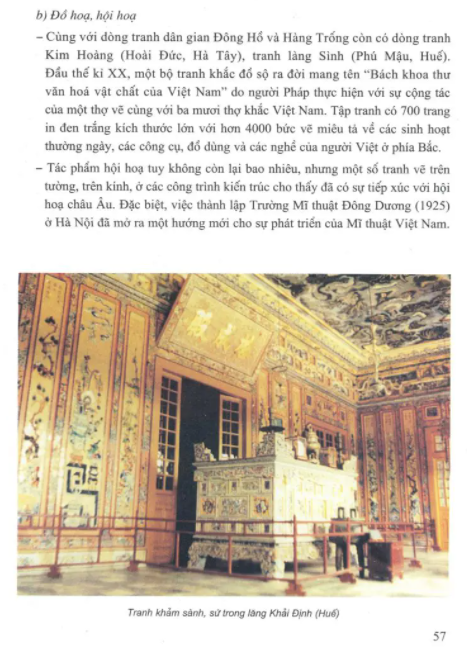 b) Đồ hoạ, hội hoạ
– Cùng với dòng tranh dân gian Đông Hồ và Hàng Trống còn có dòng tranh
Kim Hoàng (Hoài Đức, Hà Tây), tranh làng Sình (Phú Mậu, Huế).
Đầu thế kỉ XX, một bộ tranh khắc đồ sộ ra đời mang tên “Bách khoa thư
văn hoá vật chất của Việt Nam” do người Pháp thực hiện với sự cộng tác
của một thợ vẽ cùng với ba mươi thợ khắc Việt Nam. Tập tranh có 700 trang
in đen trắng kích thước lớn với hơn 4000 bức vẽ miêu tả về các sinh hoạt
thường ngày, các công cụ, đồ dùng và các nghề của người Việt ở phía Bắc.
– Tác phẩm hội hoạ tuy không còn lại bao nhiêu, nhưng một số tranh vẽ trên
tường, trên kính, ở các công trình kiến trúc cho thấy đã có sự tiếp xúc với hội
hoạ châu Âu. Đặc biệt, việc thành lập Trường Mĩ thuật Đông Dương (1925)
ở Hà Nội đã mở ra một hướng mới cho sự phát triển của Mĩ thuật Việt Nam.
Tranh khảm sành, sứ trong lăng Khải Định (Huế)
57